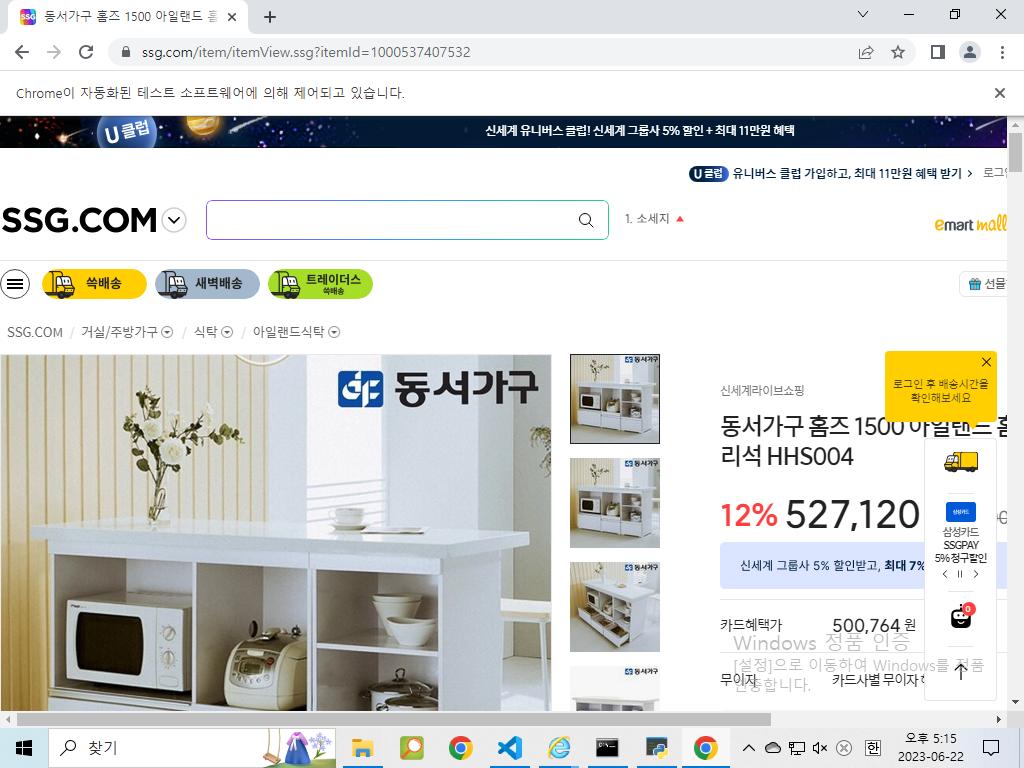 동서가구 홈즈 1500 아일랜드 홈
ssg.com/item/itemView.ssg?itemId=1000537407532
Chrome이 자동화된 테스트 소프트웨어에 의해 제어되고 있습니다.
U클럽
신세계 유니버스 클럽! 신세계 그룹사 5% 할인 + 최대 11만원 혜택
U 클럽 유니버스 클럽 가입하고, 최대 11만원 혜택 받기 > 로그인
SSG.COM
1. 소세지
emart mall
쓱배송
새벽배송
트레이더스
쓱배송
선물
SSG.COM / 거실/주방가구 / 식탁 / 아일랜드식탁
동서가구
로그인 후 배송시간을
확인해보세요
신세계라이브쇼핑
동서가구 홈즈 1500 아일랜드 홈
리석 HHS004
12% 527,120
삼성카드
삼성카드
SSGPAY
5% 청구할인
신세계 그룹사 5% 할인받고, 최대 7%
0
카드혜택가 500,764 원
Windows 정품 인증
[설정]으로 이동하여 Windows를 정품
인증합니다.
무이자 카드사별 무이자
찾기
한
오후 5:15
2023-06-22